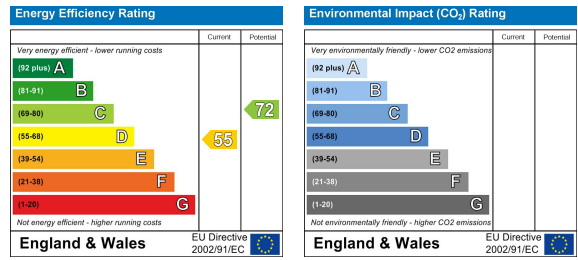 Energy Efficiency Rating
Current Potential
Very energy efficient - lower running costs
(92 plus) A
(81-91) B
(69-80) C
72
(55-68) D
55
(39-54) E
(21-38) F
(1-20) G
Not energy efficient - higher running costs
England & Wales
EU Directive
2002/91/EC
Environmental Impact (CO₂) Rating
Current Potential
Very environmentally friendly - lower CO2 emissions
(92 plus) A
(81-91) B
(69-80) C
(55-68) D
(39-54) E
(21-38) F
(1-20) G
Not environmentally friendly - higher CO2 emissions
England & Wales
EU Directive
2002/91/EC